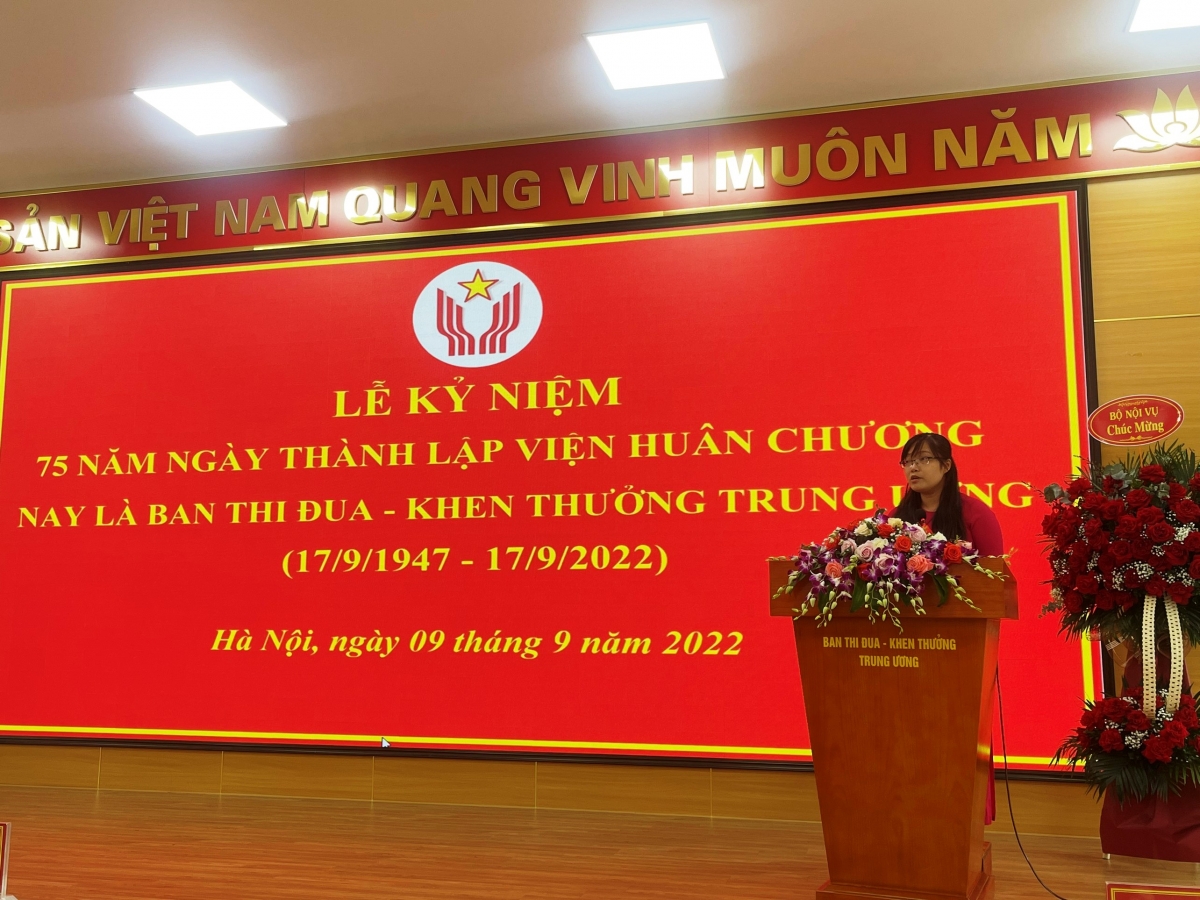 SẢN VIỆT NAM QUANG VINH MUÔN NĂM
LỄ KỶ NIỆM
75 NĂM NGÀY THÀNH LẬP VIỆN HUÂN CHƯƠNG
NAY LÀ BAN THI ĐUA - KHEN THƯỞNG TRUNG ƯƠNG
(17/9/1947 - 17/9/2022)
Hà Nội, ngày 09 tháng 9 năm 2022
BỘ NỘI VỤ
Chúc Mừng
BAN THI ĐUA - KHEN THƯỞNG
TRUNG ƯƠNG